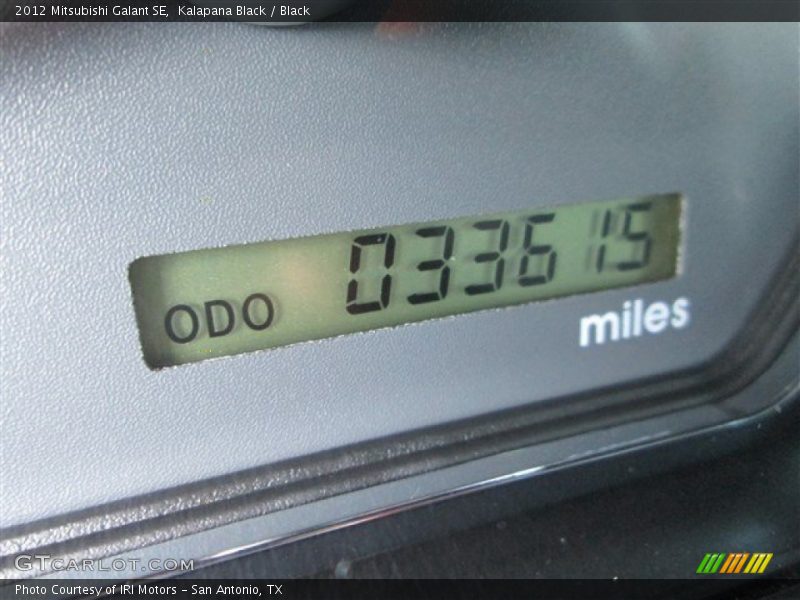 2012 Mitsubishi Galant SE,  Kalapana Black / Black
ODO 033615
miles
GTCARLOT.COM
Photo Courtesy of IRI Motors - San Antonio, TX